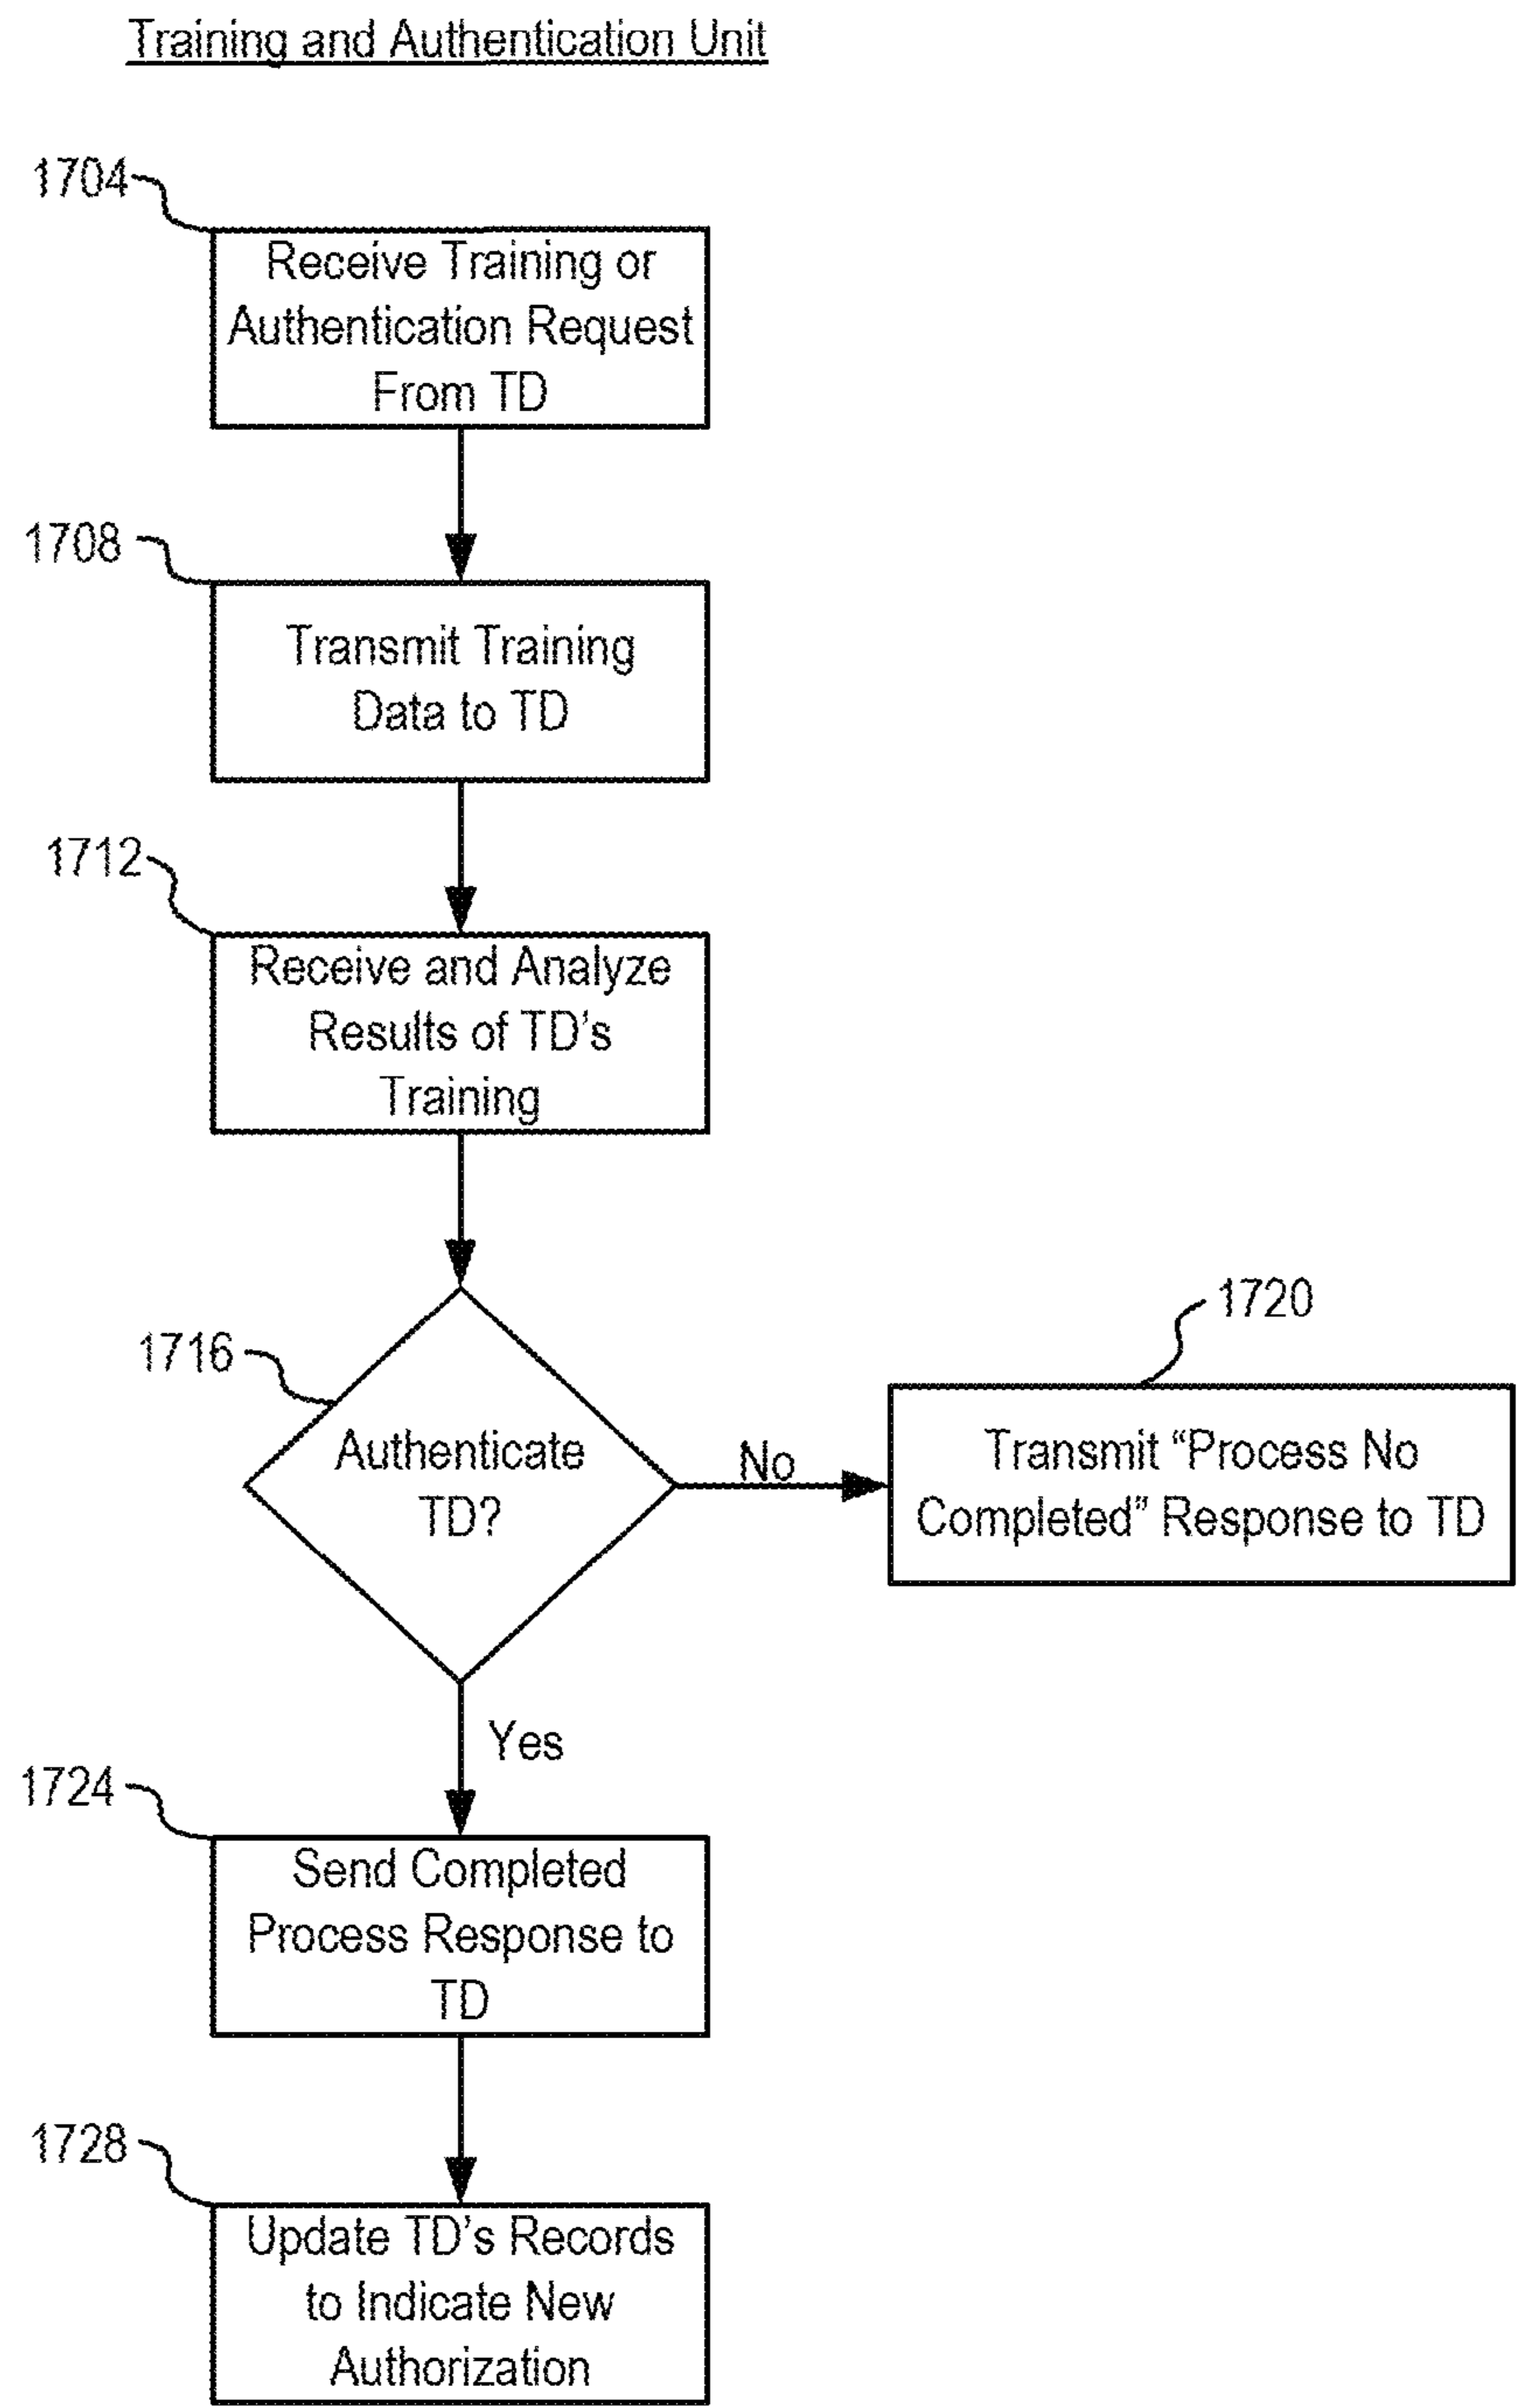 Training and Authentication Unit
1704
Receive Training or
Authentication Request
From TD
1708
Transmit Training
Data to TD
1712
Receive and Analyze
Results of TD’s
Training
1716
Authenticate
TD?
No
1720
Transmit “Process No
Completed” Response to TD
Yes
1724
Send Completed
Process Response to
TD
1728
Update TD’s Records
to Indicate New
Authorization